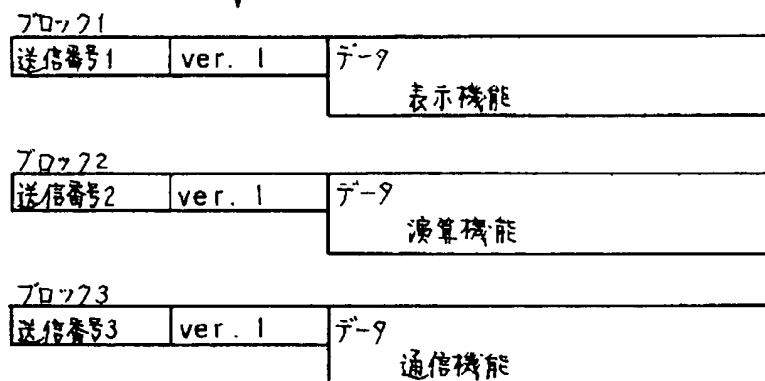 ブロック1
送信番号1 ver. 1 データ
表示機能
ブロック2
送信番号2 ver. 1 データ
演算機能
ブロック3
送信番号3 ver. 1 データ
通信機能